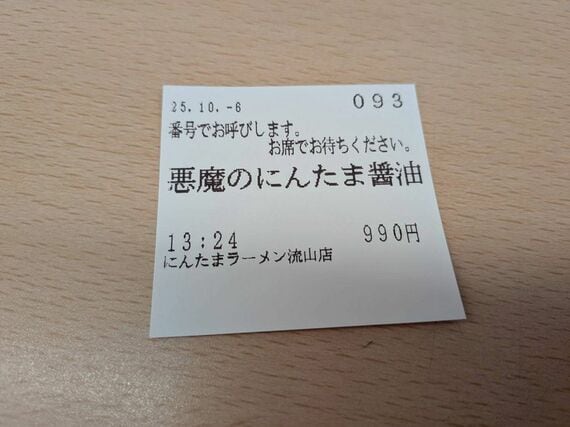 25.10.-6 093
番号でお呼びします。
お席でお待ちください。
悪魔のにんたま醤油
13:24 990円
にんたまラーメン流山店